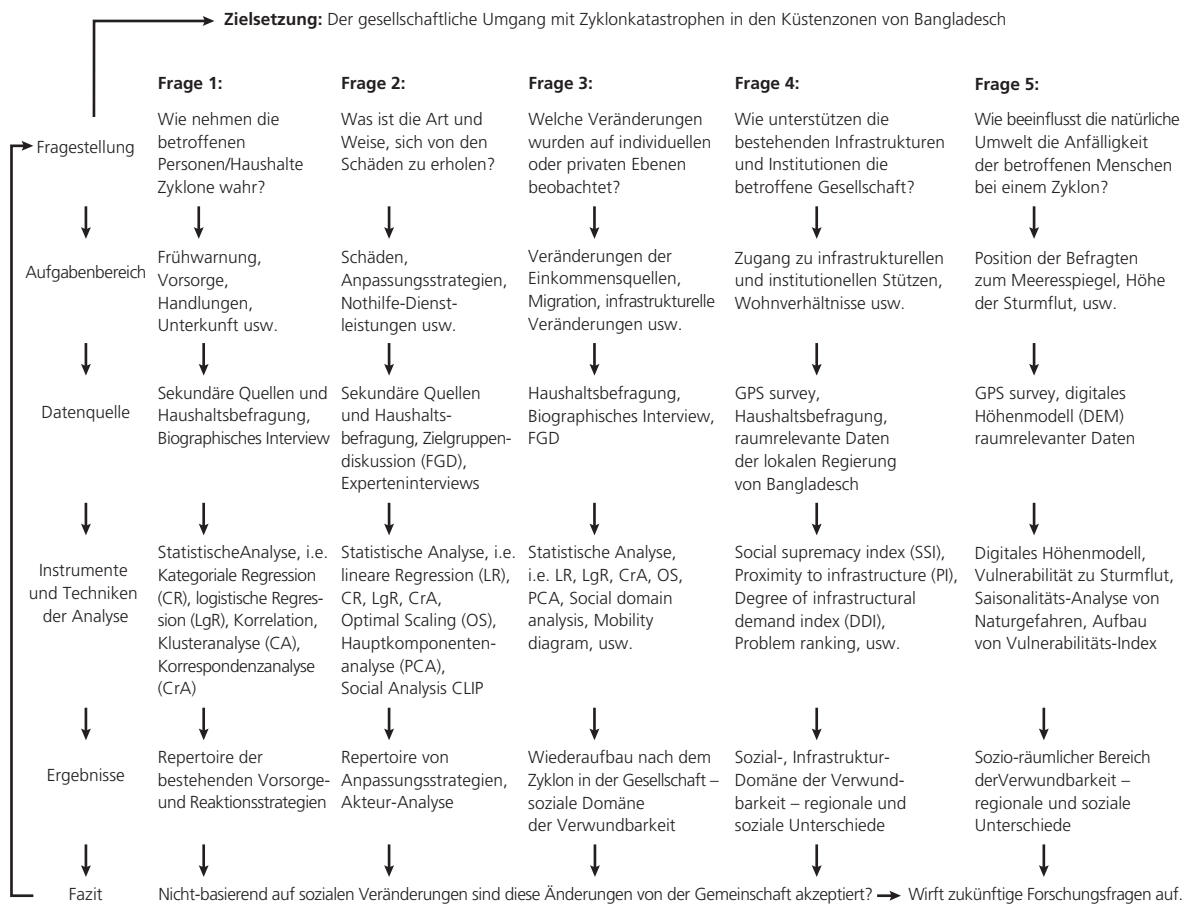 Zielsetzung: Der gesellschaftliche Umgang mit Zyklonkatastrophen in den Küstenzonen von Bangladesch
Fragestellung
Frage 1:
Wie nehmen die
betroffenen
Personen/Haushalte
Zyklone wahr?
Frage 2:
Was ist die Art und
Weise, sich von den
Schäden zu erholen?
Frage 3:
Welche Veränderungen
wurden auf individuellen
oder privaten Ebenen
beobachtet?
Frage 4:
Wie unterstützen die
bestehenden Infrastrukturen
und Institutionen die
betroffene Gesellschaft?
Frage 5:
Wie beeinflusst die natürliche
Umwelt die Anfälligkeit
der betroffenen Menschen
bei einem Zyklon?
Aufgabenbereich
Frühwarnung,
Vorsorge,
Handlungen,
Unterkunft usw.
Schäden,
Anpassungsstrategien,
Nothilfe-Dienst-
leistungen usw.
Veränderungen der
Einkommensquellen,
Migration, infrastrukturelle
Veränderungen usw.
Zugang zu infrastrukturellen
und institutionellen Stützen,
Wohnverhältnisse usw.
Position der Befragten
zum Meeresspiegel, Höhe
der Sturmflut, usw.
Datenquelle
Sekundäre Quellen und
Haushaltsbefragung,
Biographisches Interview
Sekundäre Quellen
und Haushalts-
befragung, Zielgruppen-
diskussion (FGD),
Experteninterviews
Haushaltsbefragung,
Biographisches Interview,
FGD
GPS survey,
Haushaltsbefragung,
raumrelevante Daten
der lokalen Regierung
von Bangladesch
GPS survey, digitales
Höhenmodell (DEM)
raumrelevanter Daten
Instrumente
und Techniken
der Analyse
StatistischeAnalyse, i.e.
Kategoriale Regression
(CR), logistische Regres-
sion (LgR), Korrelation,
Klusteranalyse (CA),
Korrespondenzanalyse
(CrA)
Statistische Analyse, i.e.
lineare Regression (LR),
CR, LgR, CrA,
Optimal Scaling (OS),
Hauptkomponenten-
analyse (PCA),
Social Analysis CLIP
Statistische Analyse,
i.e. LR, LgR, CrA, OS,
PCA, Social domain
analysis, Mobility
diagram, usw.
Social supremacy index (SSI),
Proximity to infrastructure (PI),
Degree of infrastructural
demand index (DDI),
Problem ranking, usw.
Digitales Höhenmodell,
Vulnerabilität zu Sturmflut,
Saisonalitäts-Analyse von
Naturgefahren, Aufbau
von Vulnerabilitäts-Index
Ergebnisse
Repertoire der
bestehenden Vorsorge-
und Reaktionsstrategien
Repertoire von
Anpassungsstrategien,
Akteur-Analyse
Wiederaufbau nach dem
Zyklon in der Gesellschaft –
soziale Domäne
der Verwundbarkeit
Sozial-, Infrastruktur-
Domäne der Verwund-
barkeit – regionale und
soziale Unterschiede
Sozio-räumlicher Bereich
derVerwundbarkeit –
regionale und soziale
Unterschiede
Fazit
Nicht-basierend auf sozialen Veränderungen sind diese Änderungen von der Gemeinschaft akzeptiert? → Wirft zukünftige Forschungsfragen auf.